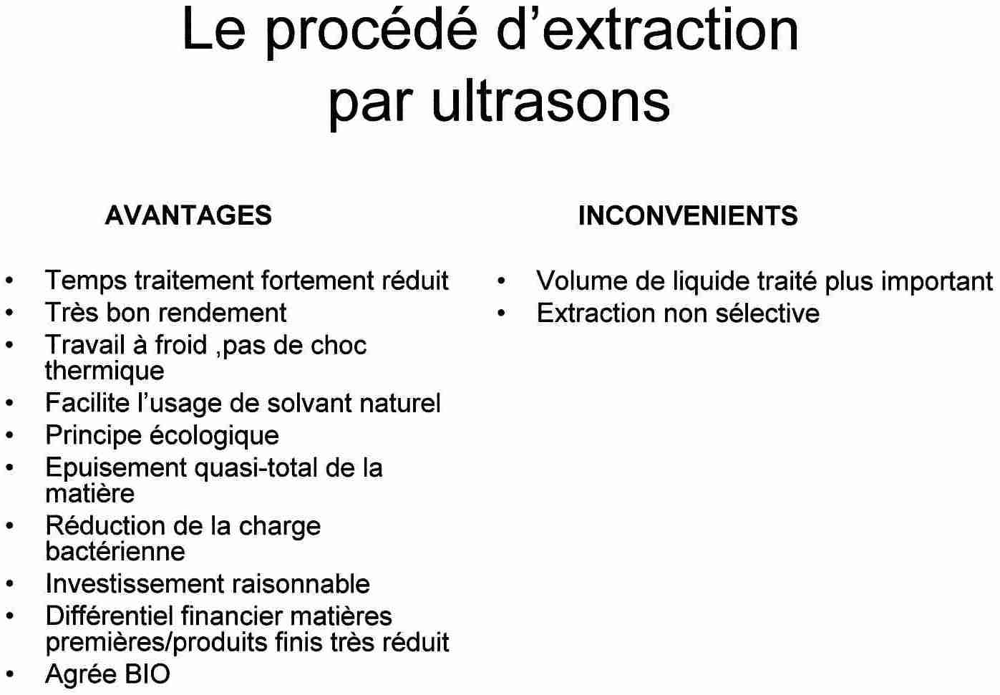 Le procédé d’extraction
par ultrasons
AVANTAGES
• Temps traitement fortement réduit
• Très bon rendement
• Travail à froid ,pas de choc
thermique
• Facilite l’usage de solvant naturel
• Principe écologique
• Epuisement quasi-total de la
matière
• Réduction de la charge
bactérienne
• Investissement raisonnable
• Différentiel financier matières
premières/produits finis très réduit
• Agrée BIO
INCONVENIENTS
• Volume de liquide traité plus important
• Extraction non sélective